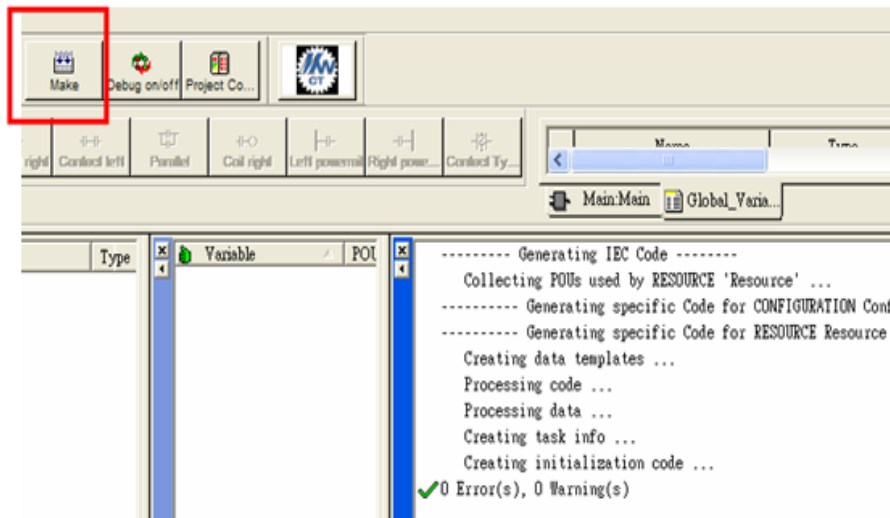 Make Debug on/off Project Co...
right Contact left Parallel Coil right Left powerrail Right powe... Contact Ty...
Name Type
Main:Main Global_Varia...
Type Variable POU
--------- Generating IEC Code --------
Collecting POUs used by RESOURCE 'Resource' ...
---------- Generating specific Code for CONFIGURATION Conf
---------- Generating specific Code for RESOURCE Resource
Creating data templates ...
Processing code ...
Processing data ...
Creating task info ...
Creating initialization code ...
0 Error(s), 0 Warning(s)